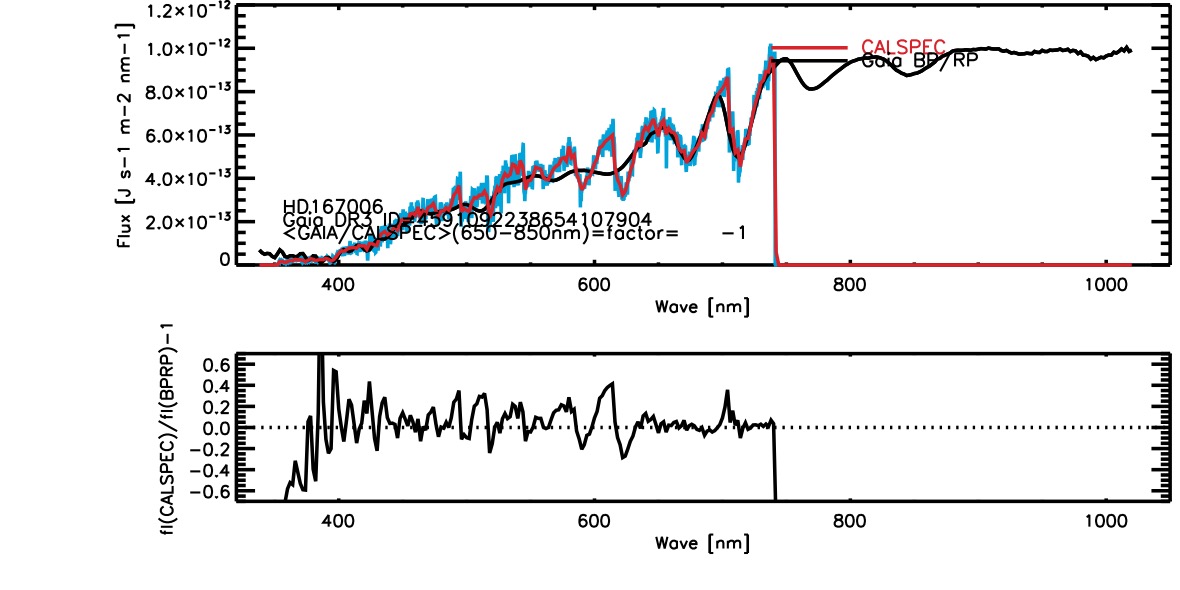 1.2×10−12
1.0×10−12
8.0×10−13
6.0×10−13
4.0×10−13
2.0×10−13
0
Flux [J s−1 m−2 nm−1]
CALSPEC
Gaia BP/RP
HD167006
Gaia DR3 ID=4591092238654107904
<GAIA/CALSPEC>(650−850nm)=factor= −1
400 600 800 1000
Wave [nm]
0.6
0.4
0.2
0.0
−0.2
−0.4
−0.6
fl(CALSPEC)/fl(BPRP)−1
400 600 800 1000
Wave [nm]